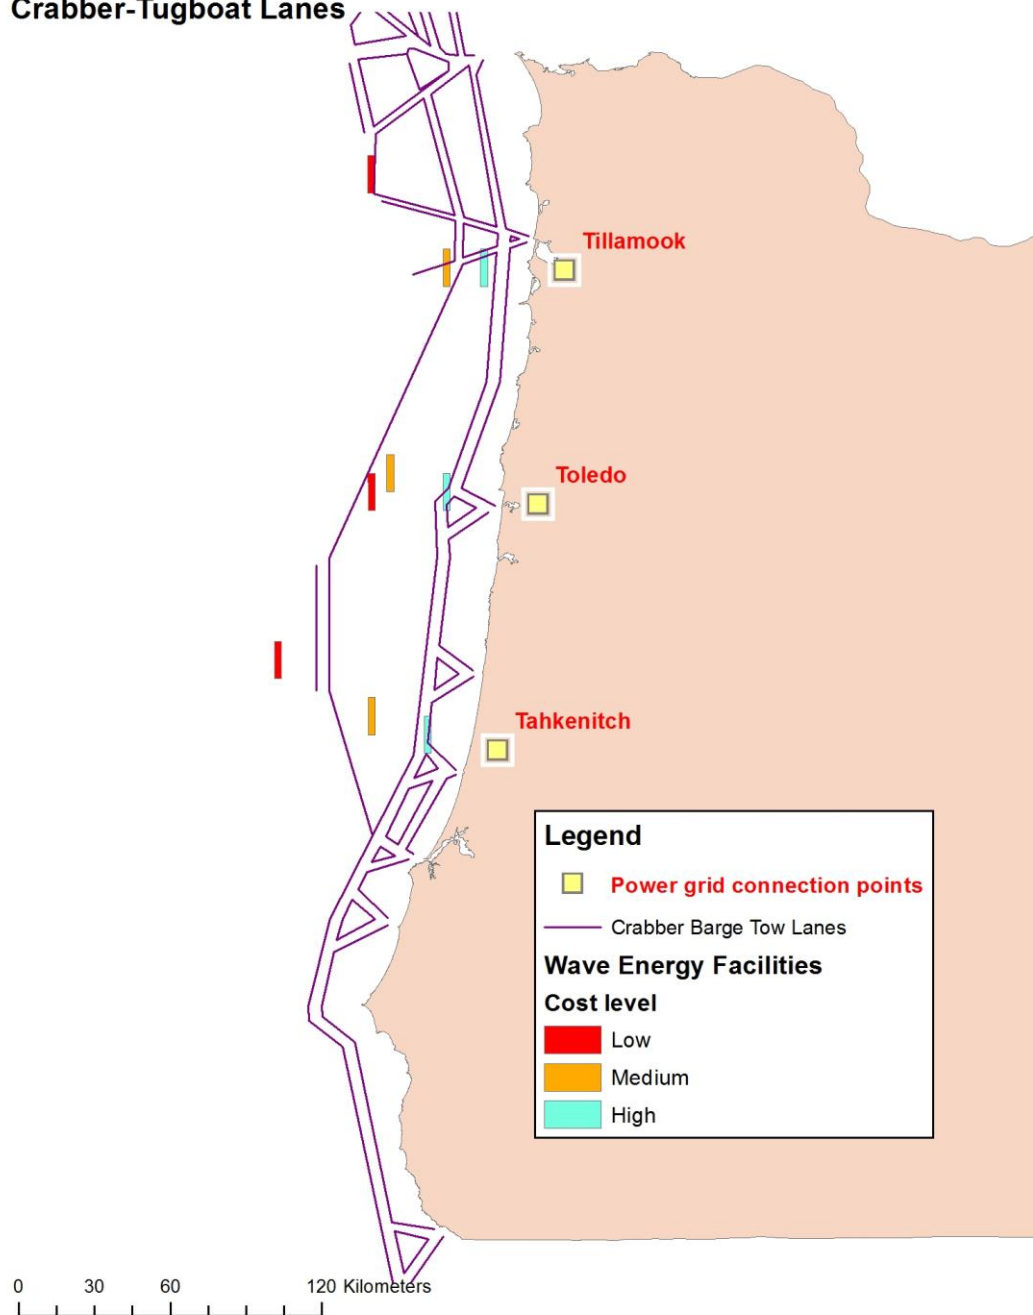 Crabber-Tugboat Lanes
Tillamook
Toledo
Tahkenitch
Legend
Power grid connection points
Crabber Barge Tow Lanes
Wave Energy Facilities
Cost level
Low
Medium
High
0 30 60 120 Kilometers